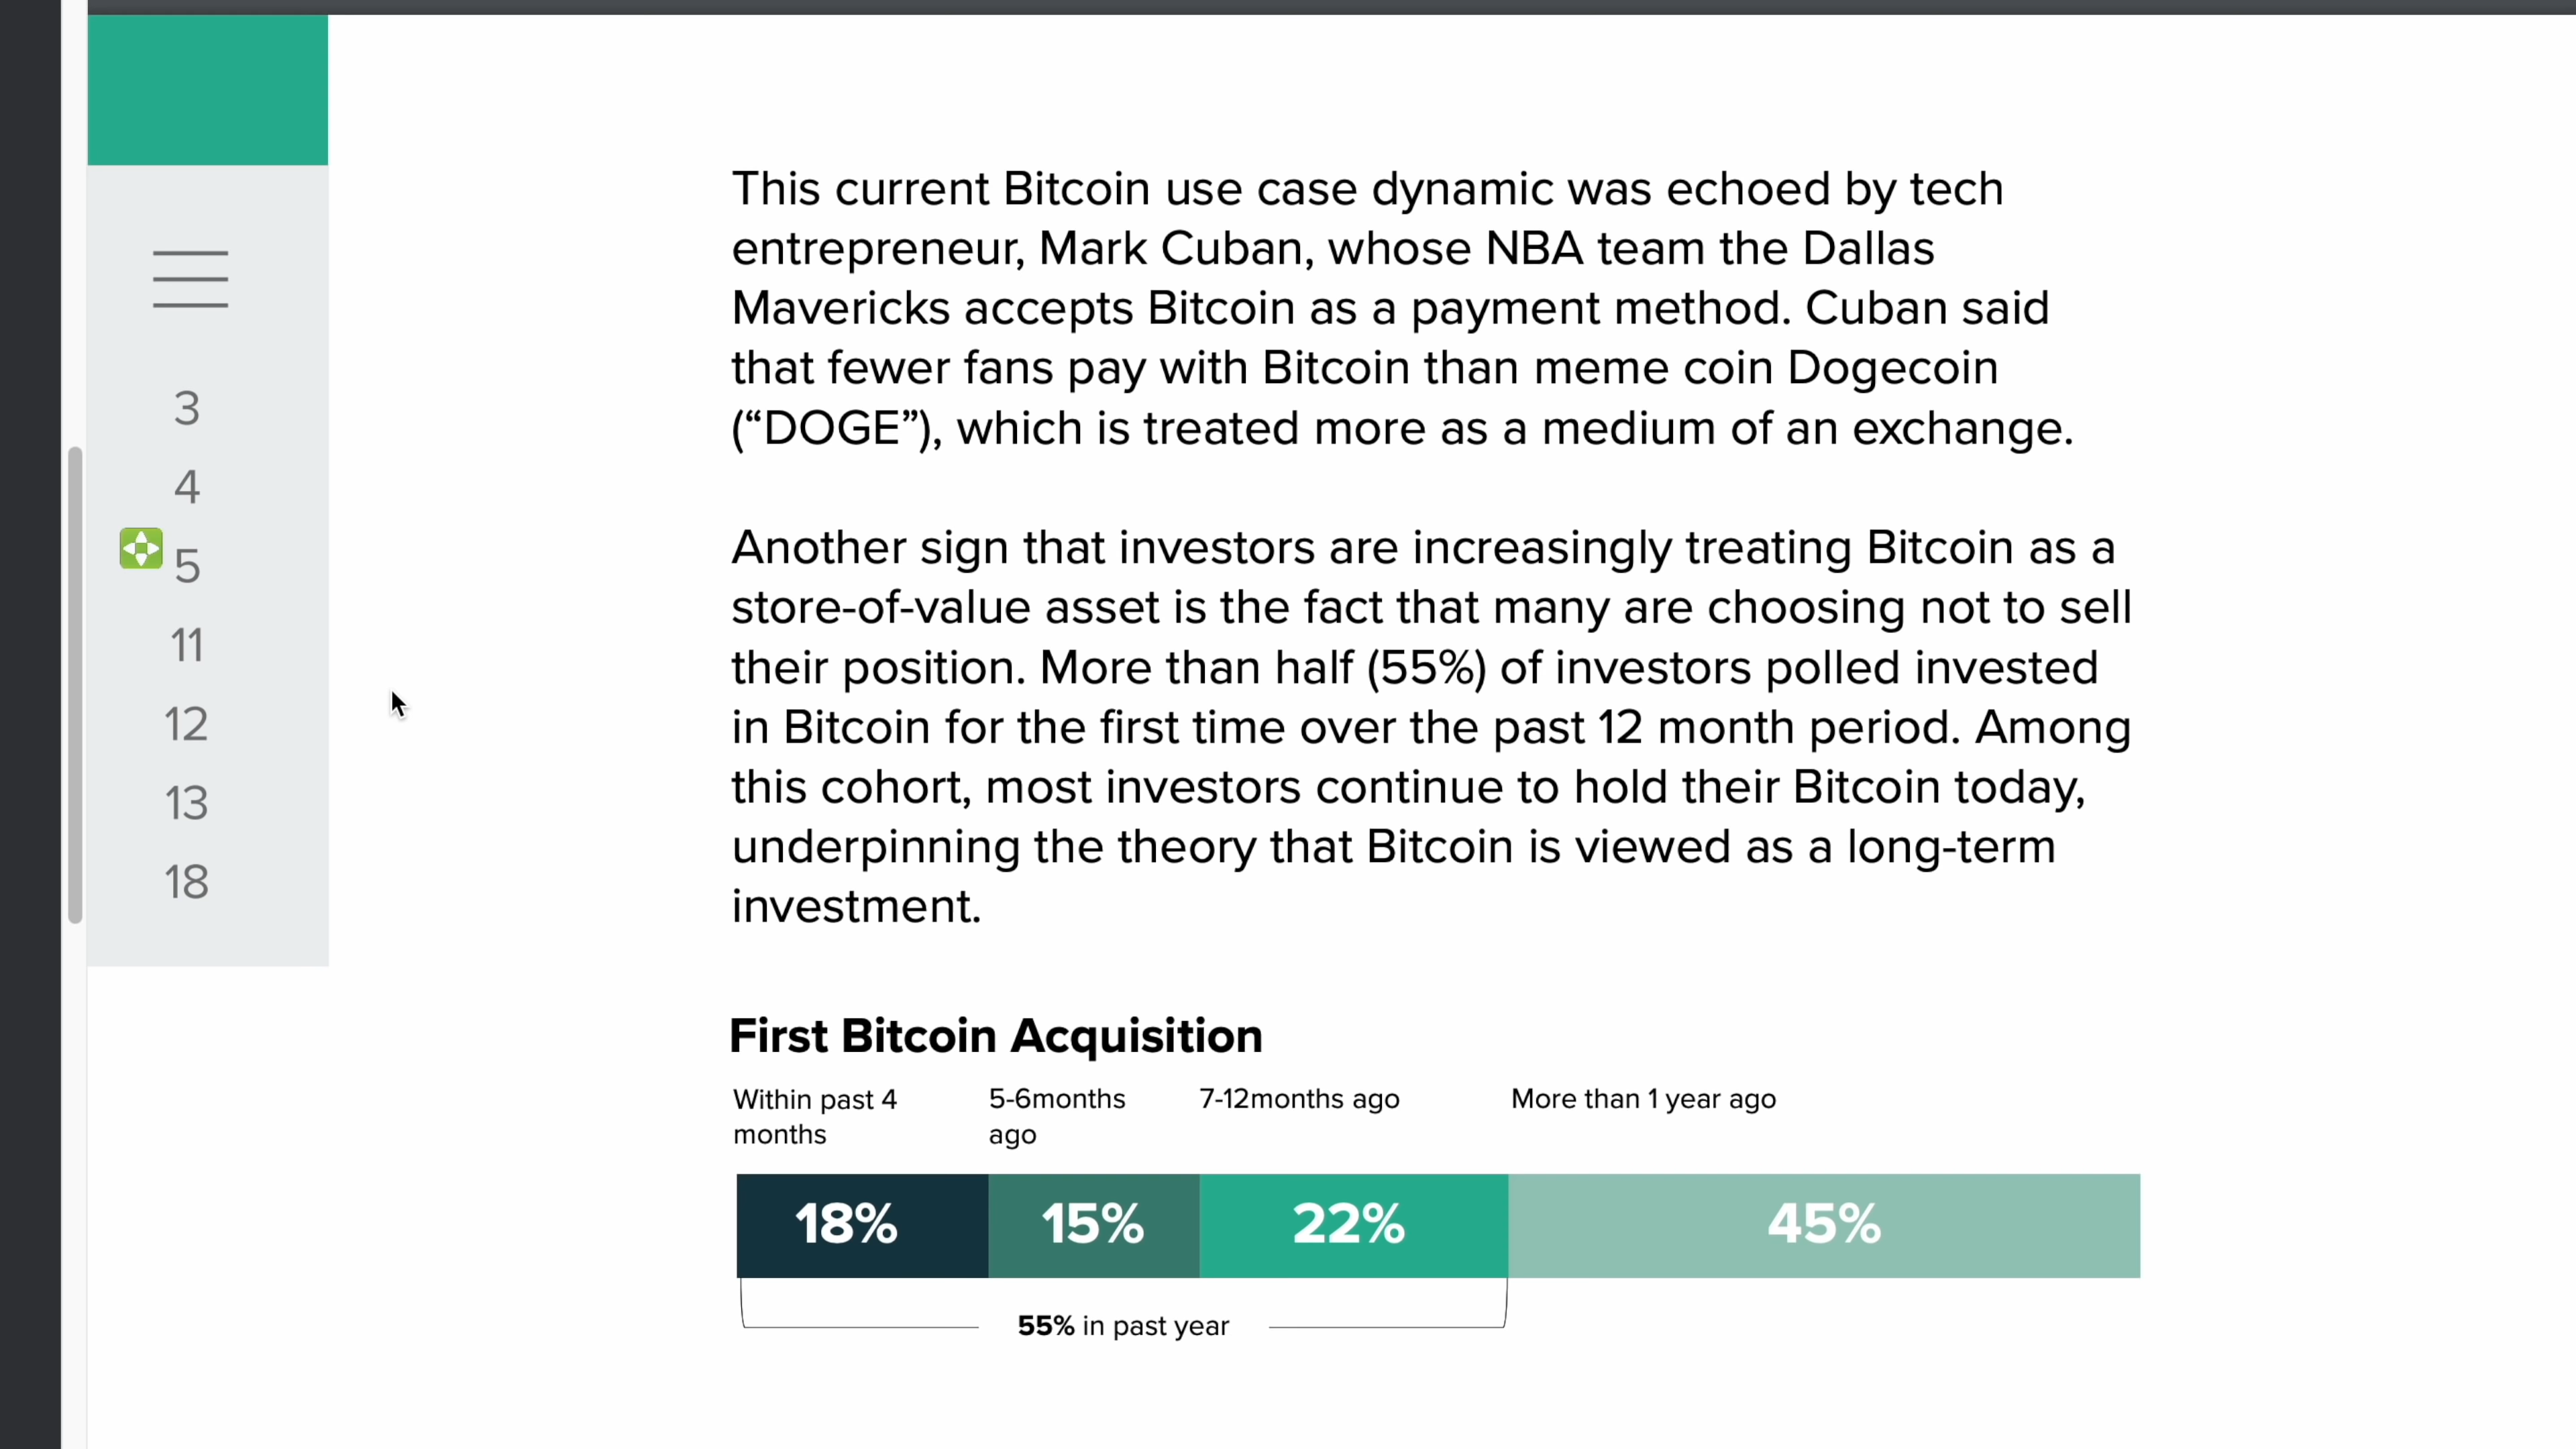 3
4
5
11
12
13
18
This current Bitcoin use case dynamic was echoed by tech
entrepreneur, Mark Cuban, whose NBA team the Dallas
Mavericks accepts Bitcoin as a payment method. Cuban said
that fewer fans pay with Bitcoin than meme coin Dogecoin
(“DOGE”), which is treated more as a medium of an exchange.
Another sign that investors are increasingly treating Bitcoin as a
store-of-value asset is the fact that many are choosing not to sell
their position. More than half (55%) of investors polled invested
in Bitcoin for the first time over the past 12 month period. Among
this cohort, most investors continue to hold their Bitcoin today,
underpinning the theory that Bitcoin is viewed as a long-term
investment.
First Bitcoin Acquisition
Within past 4
months
5-6months
ago
7-12months ago
More than 1 year ago
18%
15%
22%
45%
55% in past year